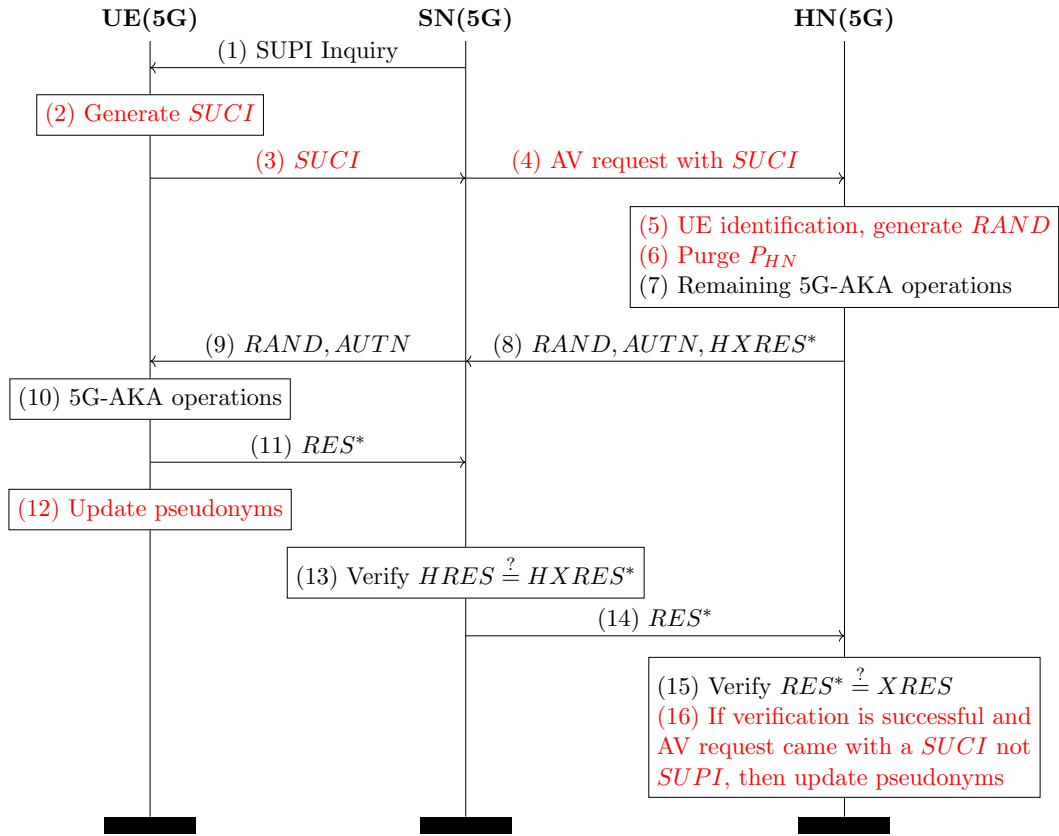 UE(5G) SN(5G) HN(5G)
(1) SUPI Inquiry
(2) Generate SUCI
(3) SUCI
(4) AV request with SUCI
(5) UE identification, generate RAND
(6) Purge P_{HN}
(7) Remaining 5G-AKA operations
(8) RAND, AUTN, HXRES*
(9) RAND, AUTN
(10) 5G-AKA operations
(11) RES*
(12) Update pseudonyms
(13) Verify HRES ≟ HXRES*
(14) RES*
(15) Verify RES* ≟ XRES
(16) If verification is successful and
AV request came with a SUCI not
SUPI, then update pseudonyms